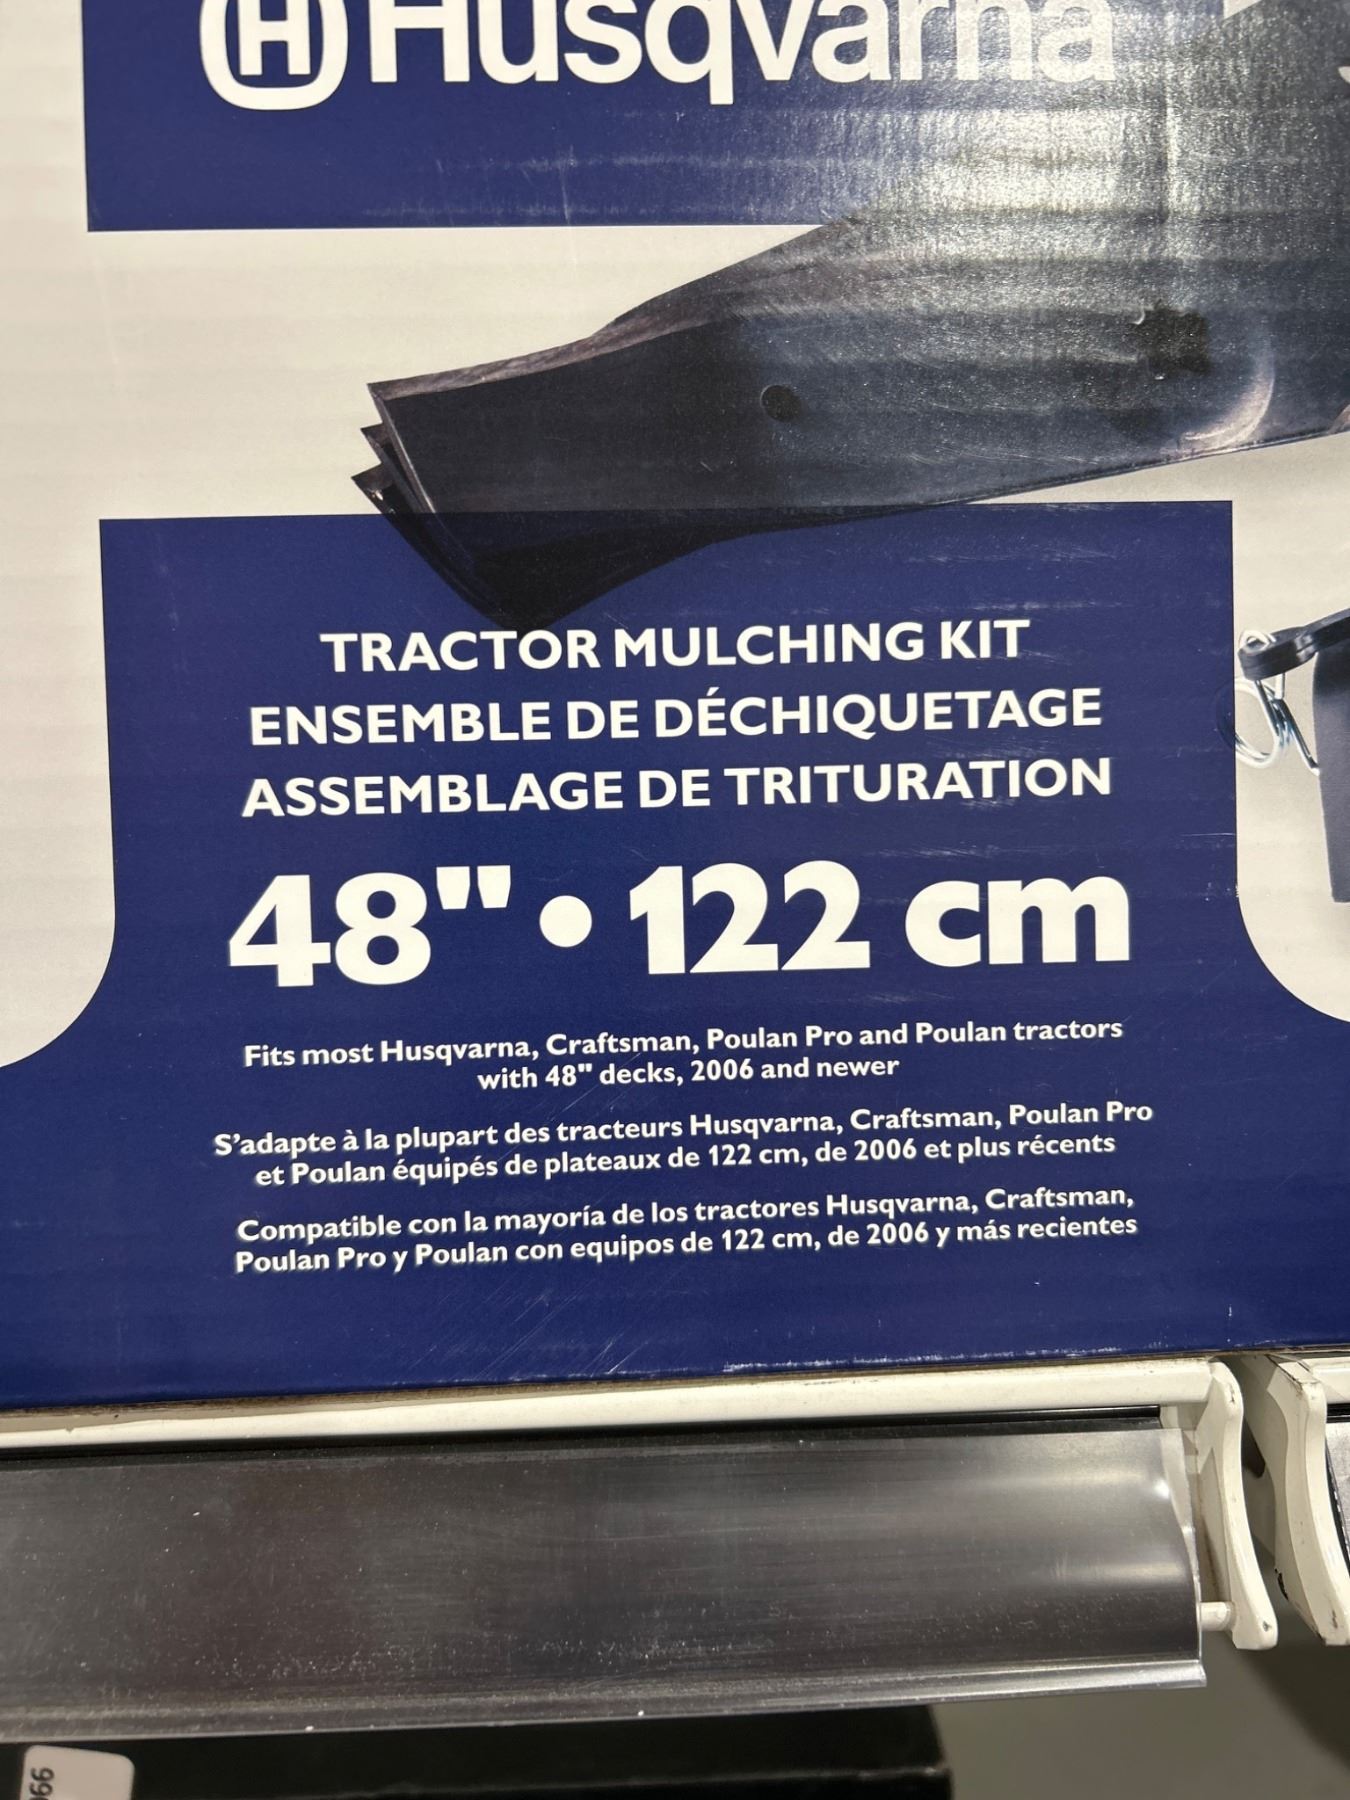 H Husqvarna
TRACTOR MULCHING KIT
ENSEMBLE DE DÉCHIQUETAGE
ASSEMBLAGE DE TRITURATION
48" • 122 cm
Fits most Husqvarna, Craftsman, Poulan Pro and Poulan tractors
with 48" decks, 2006 and newer
S’adapte à la plupart des tracteurs Husqvarna, Craftsman, Poulan Pro
et Poulan équipés de plateaux de 122 cm, de 2006 et plus récents
Compatible con la mayoría de los tractores Husqvarna, Craftsman,
Poulan Pro y Poulan con equipos de 122 cm, de 2006 y más recientes